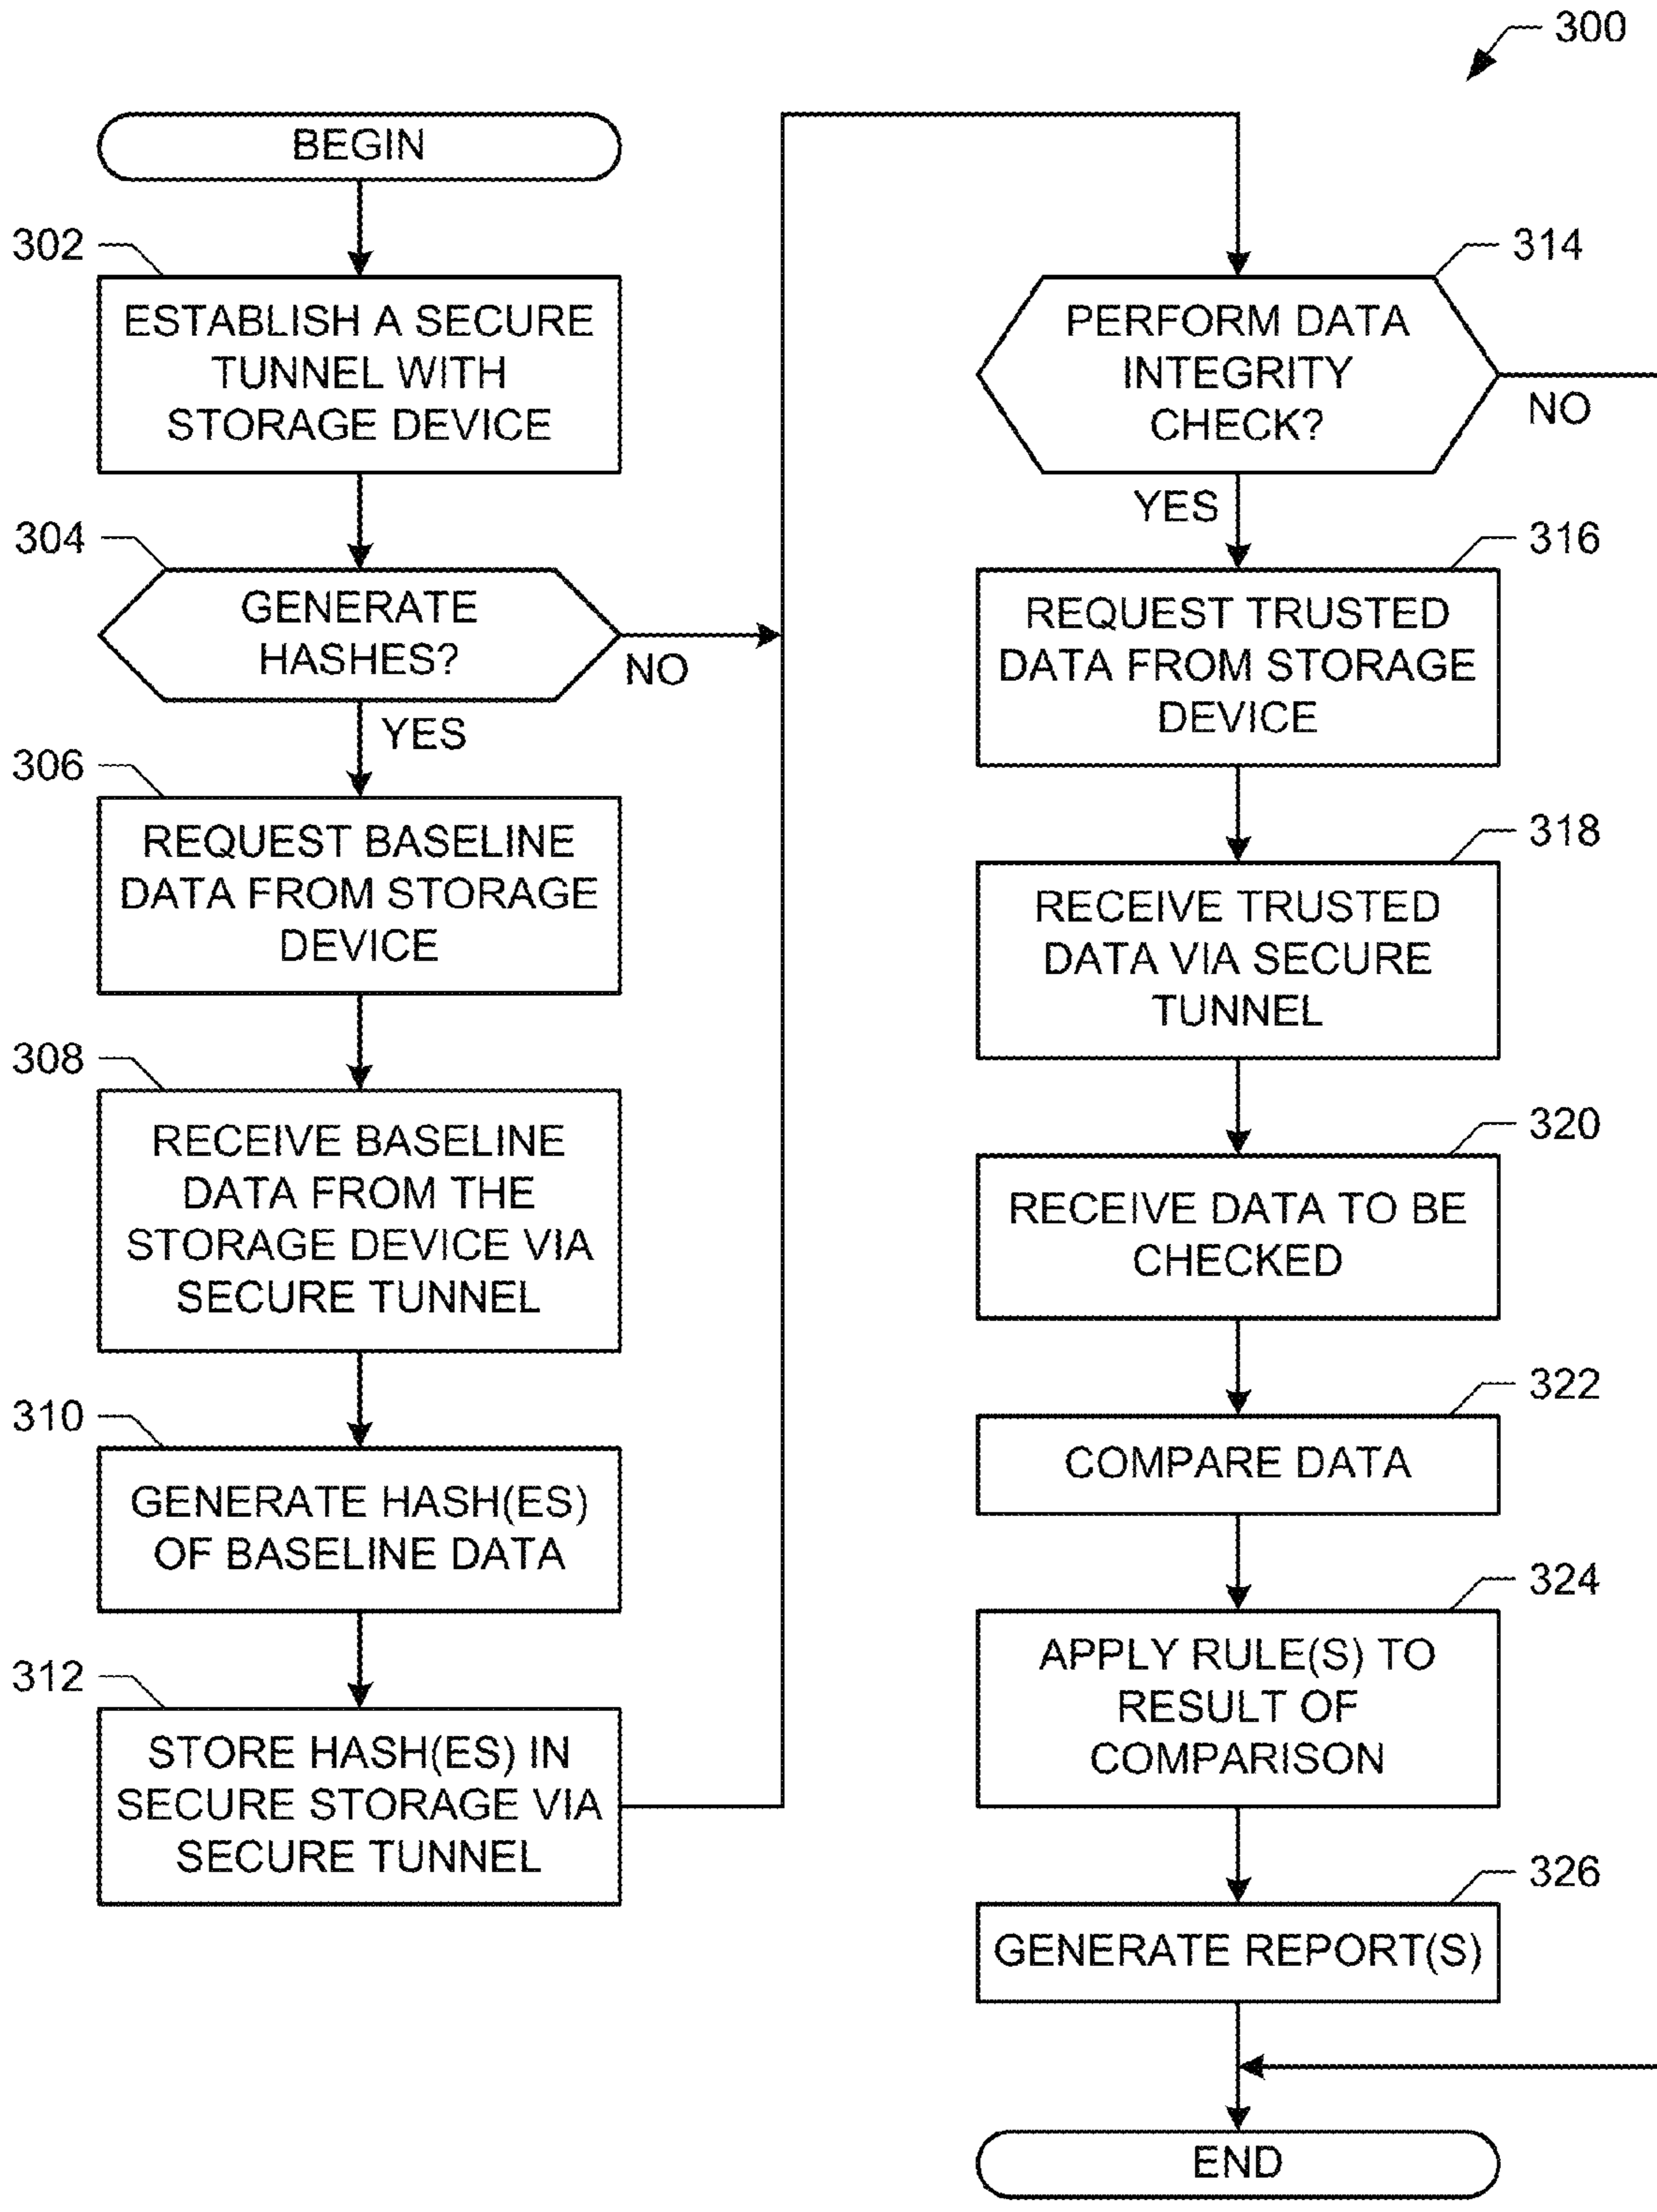 300
BEGIN
302
ESTABLISH A SECURE
TUNNEL WITH
STORAGE DEVICE
304
GENERATE
HASHES?
NO
YES
306
REQUEST BASELINE
DATA FROM STORAGE
DEVICE
308
RECEIVE BASELINE
DATA FROM THE
STORAGE DEVICE VIA
SECURE TUNNEL
310
GENERATE HASH(ES)
OF BASELINE DATA
312
STORE HASH(ES) IN
SECURE STORAGE VIA
SECURE TUNNEL
314
PERFORM DATA
INTEGRITY
CHECK?
NO
YES
316
REQUEST TRUSTED
DATA FROM STORAGE
DEVICE
318
RECEIVE TRUSTED
DATA VIA SECURE
TUNNEL
320
RECEIVE DATA TO BE
CHECKED
322
COMPARE DATA
324
APPLY RULE(S) TO
RESULT OF
COMPARISON
326
GENERATE REPORT(S)
END